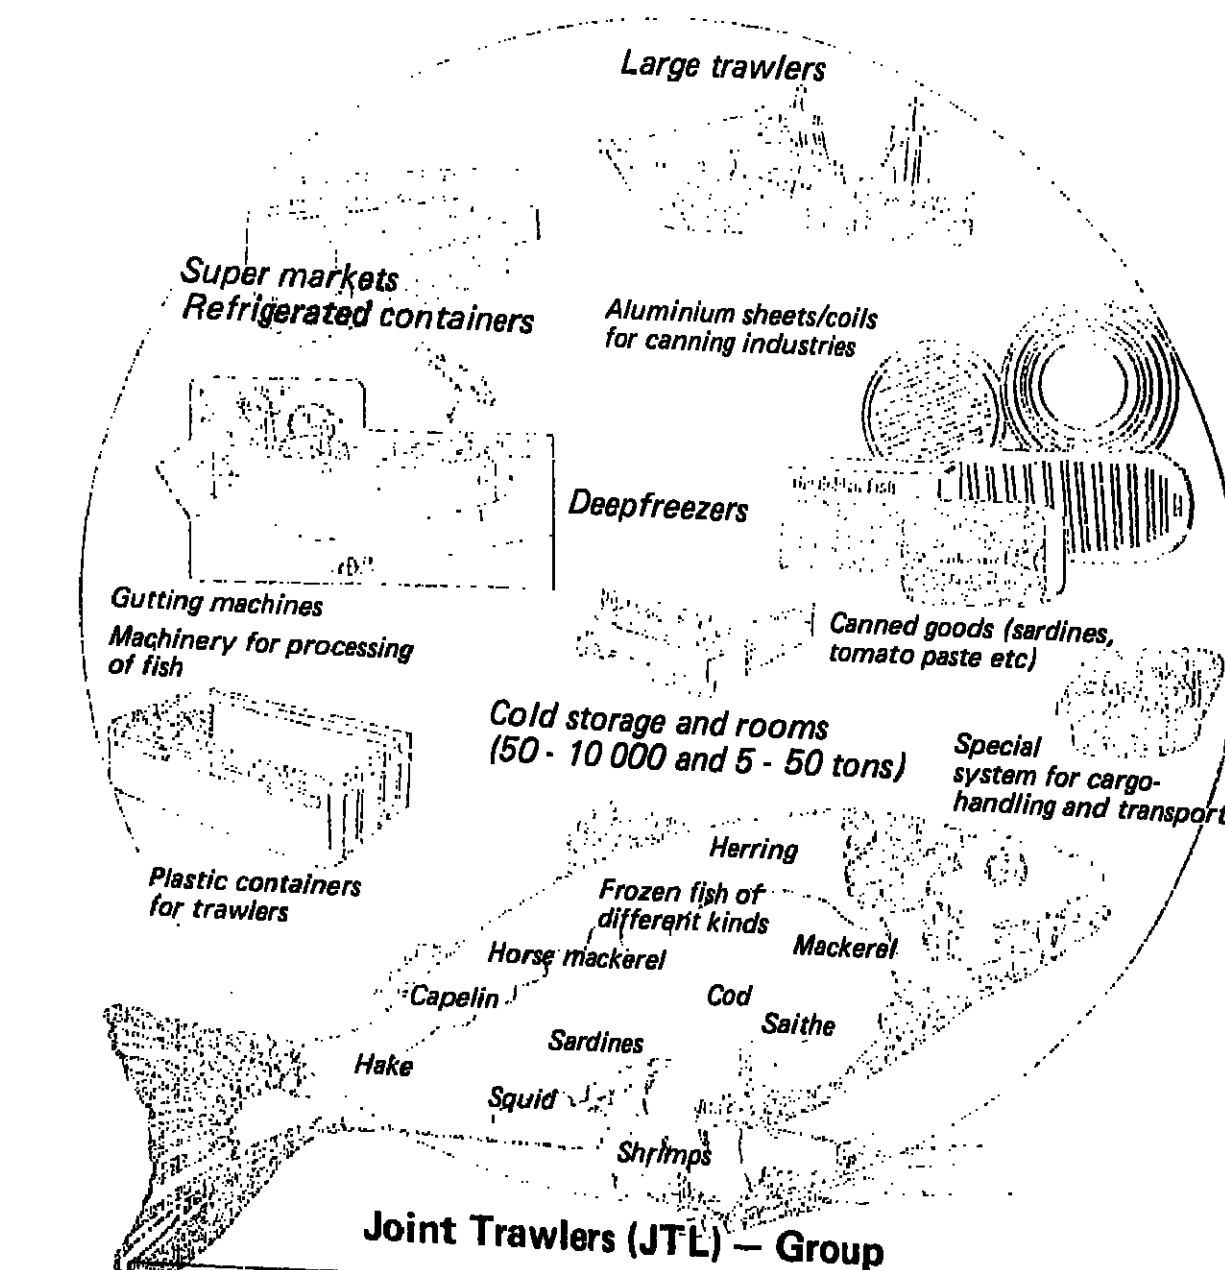 Large trawlers
Super markets
Refrigerated containers
Aluminium sheets/coils
for canning industries
Deepfreezers
Gutting machines
Machinery for processing
of fish
Canned goods (sardines,
tomato paste etc)
Cold storage and rooms
(50 - 10 000 and 5 - 50 tons)
Special
system for cargo-
handling and transport
Plastic containers
for trawlers
Herring
Frozen fish of
different kinds
Horse mackerel
Mackerel
Capelin
Cod
Saithe
Sardines
Hake
Squid
Shrimps
Joint Trawlers (JTL) — Group